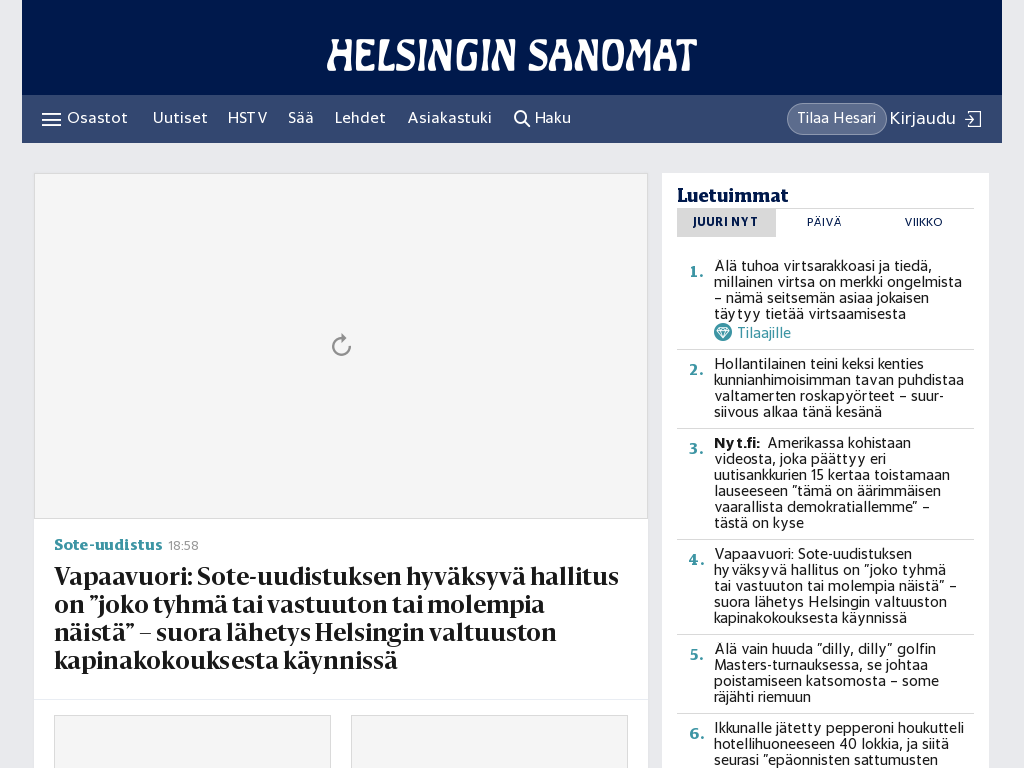 HELSINGIN SANOMAT
Osastot Uutiset HSTV Sää Lehdet Asiakastuki Haku Tilaa Hesari Kirjaudu
Sote-uudistus 18:58
Vapaavuori: Sote-uudistuksen hyväksyvä hallitus
on ”joko tyhmä tai vastuuton tai molempia
näistä” – suora lähetys Helsingin valtuuston
kapinakokouksesta käynnissä
Luetuimmat
JUURI NYT PÄIVÄ VIIKKO
1. Älä tuhoa virtsarakkoasi ja tiedä,
millainen virtsa on merkki ongelmista
– nämä seitsemän asiaa jokaisen
täytyy tietää virtsaamisesta
Tilaajille
2. Hollantilainen teini keksi kenties
kunnianhimoisimman tavan puhdistaa
valtamerten roskapyörteet – suur-
siivous alkaa tänä kesänä
3. Nyt.fi: Amerikassa kohistaan
videosta, joka päättyy eri
uutisankkurien 15 kertaa toistamaan
lauseeseen ”tämä on äärimmäisen
vaarallista demokratiallemme” –
tästä on kyse
4. Vapaavuori: Sote-uudistuksen
hyväksyvä hallitus on ”joko tyhmä
tai vastuuton tai molempia näistä” –
suora lähetys Helsingin valtuuston
kapinakokouksesta käynnissä
5. Älä vain huuda ”dilly, dilly” golfin
Masters-turnauksessa, se johtaa
poistamiseen katsomosta – some
räjähti riemuun
6. Ikkunalle jätetty pepperoni houkutteli
hotellihuoneeseen 40 lokkia, ja siitä
seurasi ”epäonnisten sattumusten